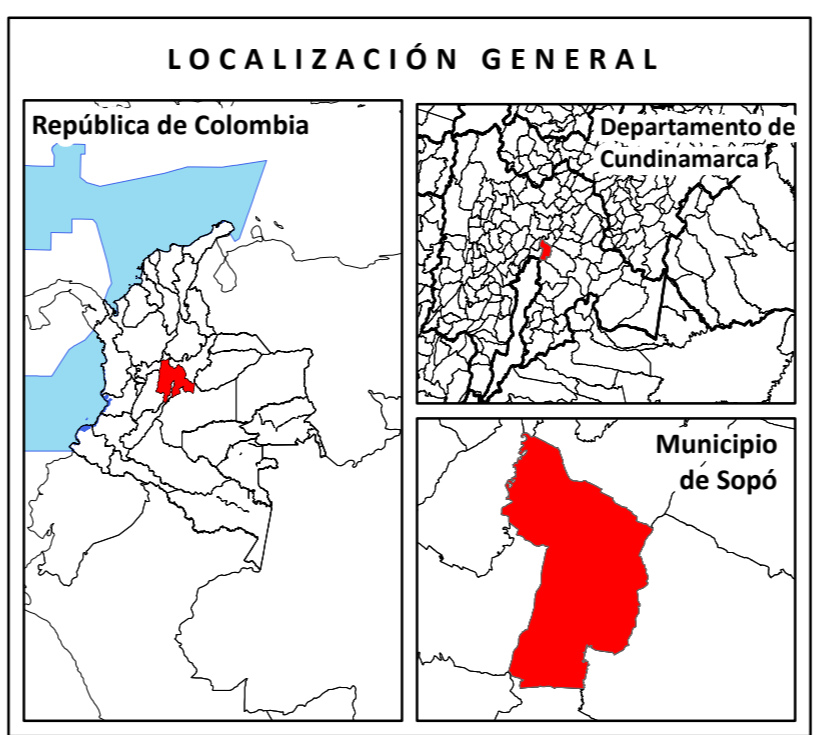 LOCALIZACIÓN GENERAL
República de Colombia
Departamento de
Cundinamarca
Municipio
de Sopó